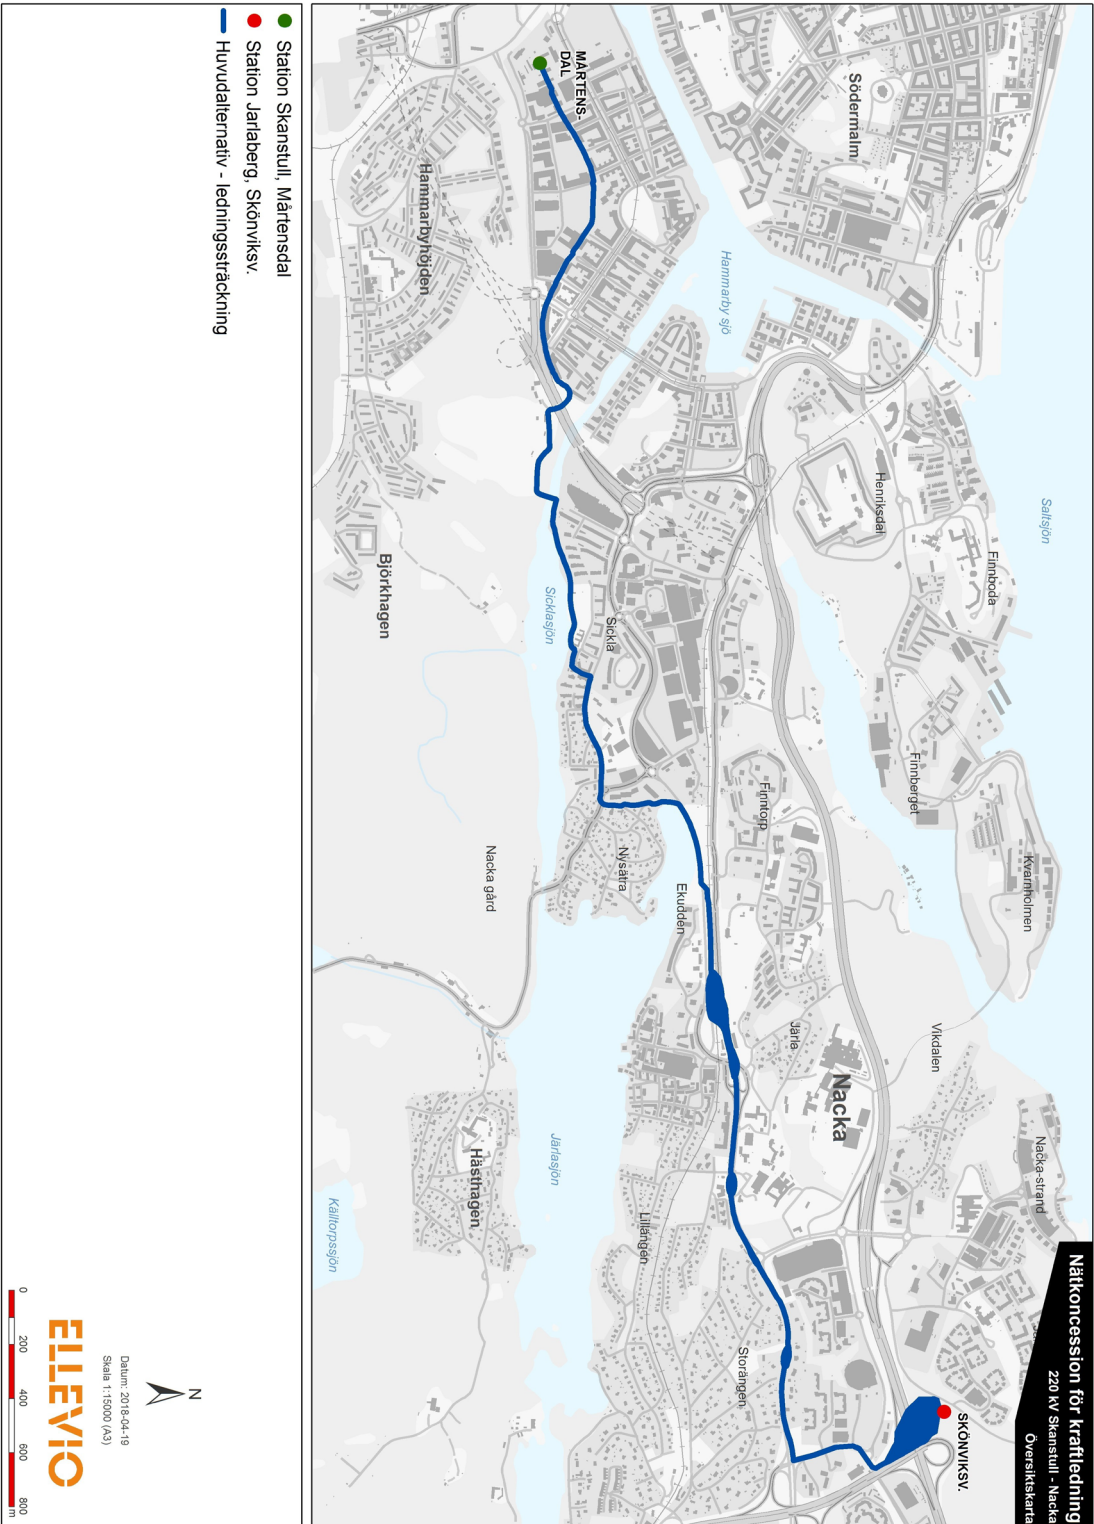 Nätkoncession för kraftledning
220 kV Skanstull - Nacka
Översiktskarta
Saltsjön
Södermalm
Hammarby sjö
MÅRTENS-
DAL
Hammarbyhöjden
Björkhagen
Henriksdal
Finnboda
Finnberget
Kvarnholmen
Sickla
Sicklasjön
Finntorp
Nysätra
Ekudden
Nacka gård
Vikdalen
Järla
Nacka
Nacka-strand
Hästhagen
Järlasjön
Källtorpssjön
Lillängen
Storängen
SKÖNVIKSV.
Station Skanstull, Mårtensdal
Station Jarlaberg, Skönviksv.
Huvudalternativ - ledningssträckning
N
Datum: 2018-04-19
Skala 1:15000 (A3)
ELLEVIO
0 200 400 600 800
m